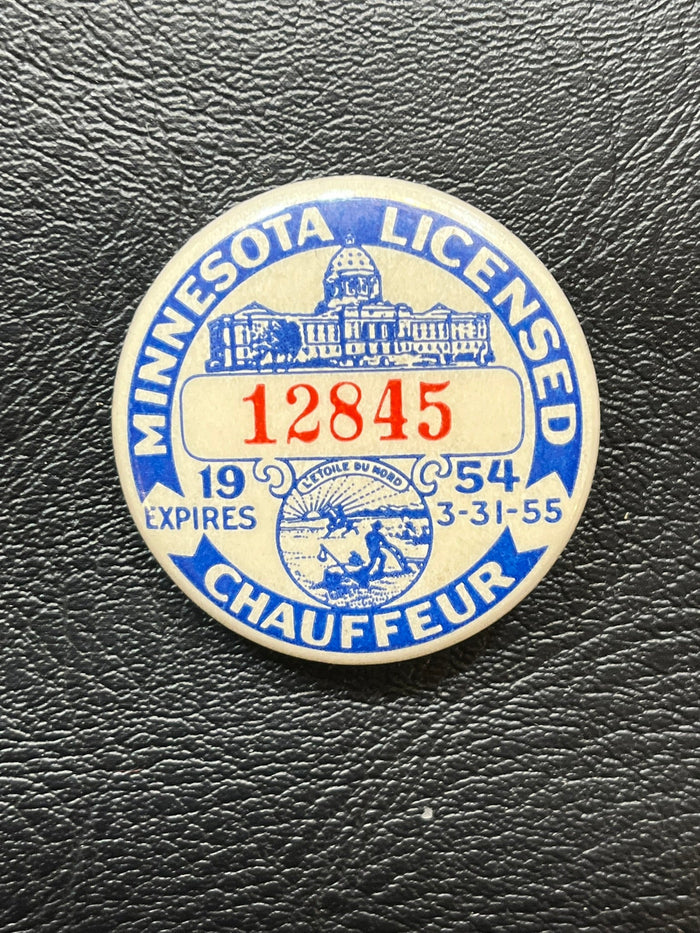 MINNESOTA LICENSED
12845
19 54
L'ETOILE DU NORD
EXPIRES 3-31-55
CHAUFFEUR